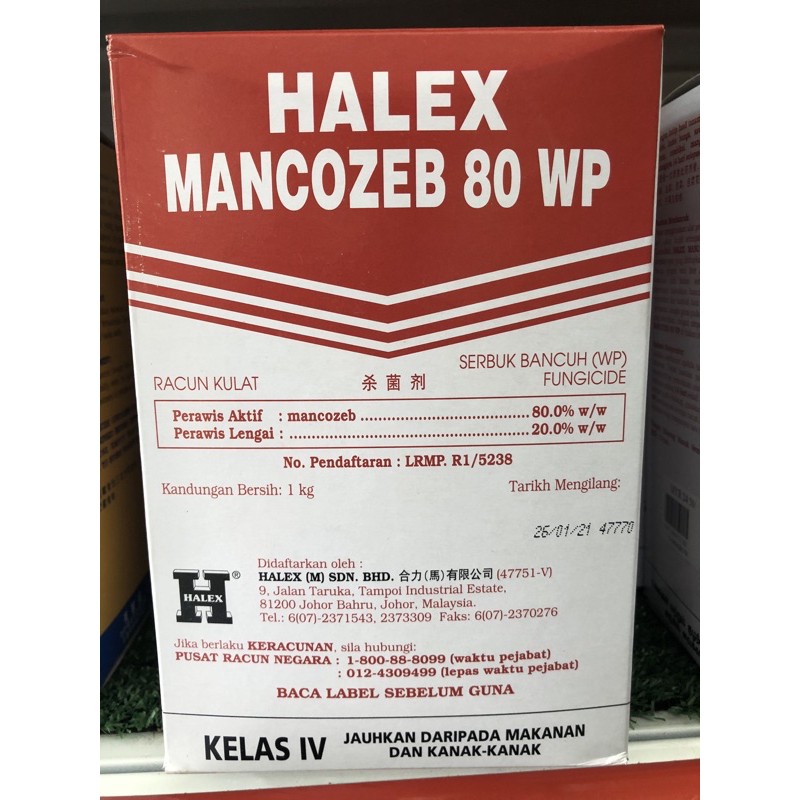 HALEX
MANCOZEB 80 WP
SERBUK BANCUH (WP)
RACUN KULAT 杀菌剂 FUNGICIDE
Perawis Aktif : mancozeb ........................................ 80.0% w/w
Perawis Lengai : ........................................................ 20.0% w/w
No. Pendaftaran : LRMP. R1/5238
Kandungan Bersih: 1 kg Tarikh Mengilang:
26/01/21 47770
Didaftarkan oleh :
HALEX (M) SDN. BHD. 合力(馬)有限公司 (47751-V)
9, Jalan Taruka, Tampoi Industrial Estate,
81200 Johor Bahru, Johor, Malaysia.
Tel.: 6(07)-2371543, 2373309 Faks: 6(07)-2370276
HALEX ®
Jika berlaku KERACUNAN, sila hubungi:
PUSAT RACUN NEGARA : 1-800-88-8099 (waktu pejabat)
: 012-4309499 (lepas waktu pejabat)
BACA LABEL SEBELUM GUNA
KELAS IV JAUHKAN DARIPADA MAKANAN
DAN KANAK-KANAK